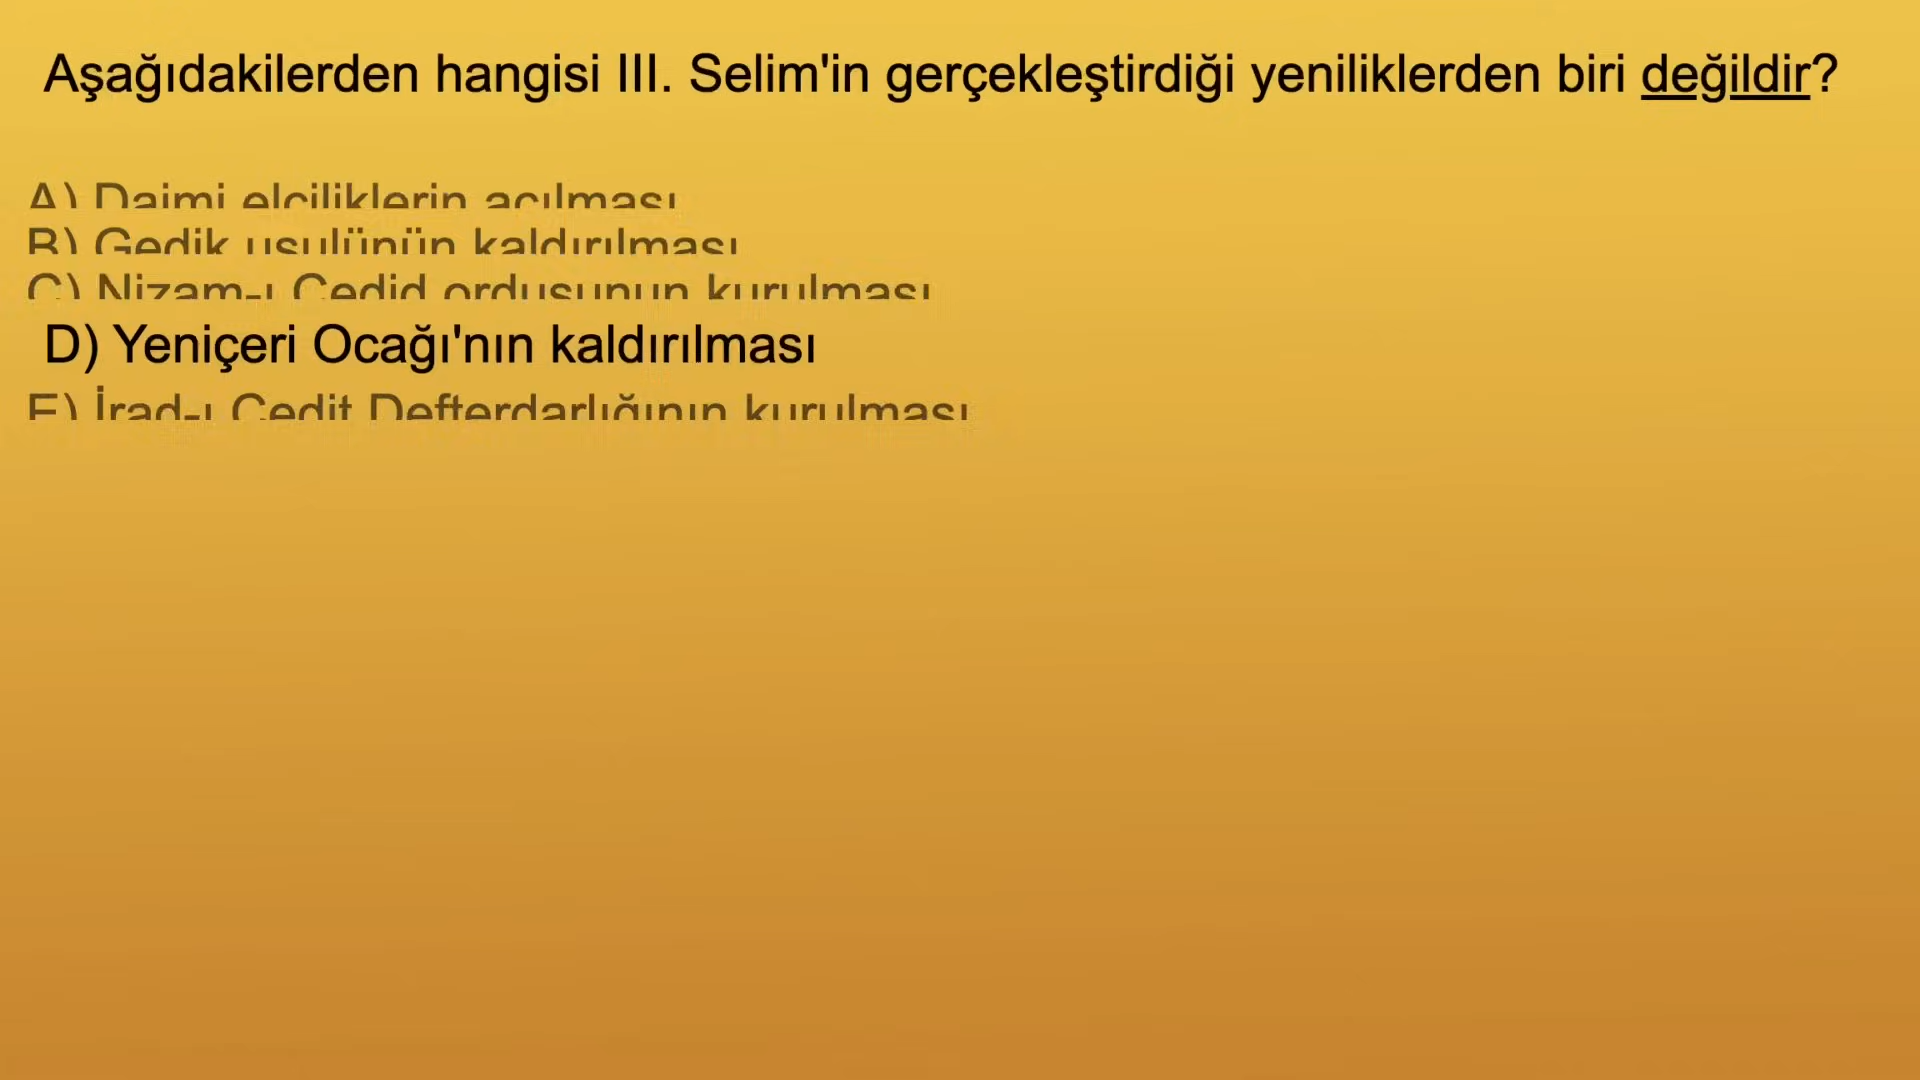 Aşağıdakilerden hangisi III. Selim'in gerçekleştirdiği yeniliklerden biri değildir?
A) Daimi elçiliklerin açılması
B) Gedik usulünün kaldırılması
C) Nizam-ı Cedid ordusunun kurulması
D) Yeniçeri Ocağı'nın kaldırılması
E) İrad-ı Cedit Defterdarlığının kurulması